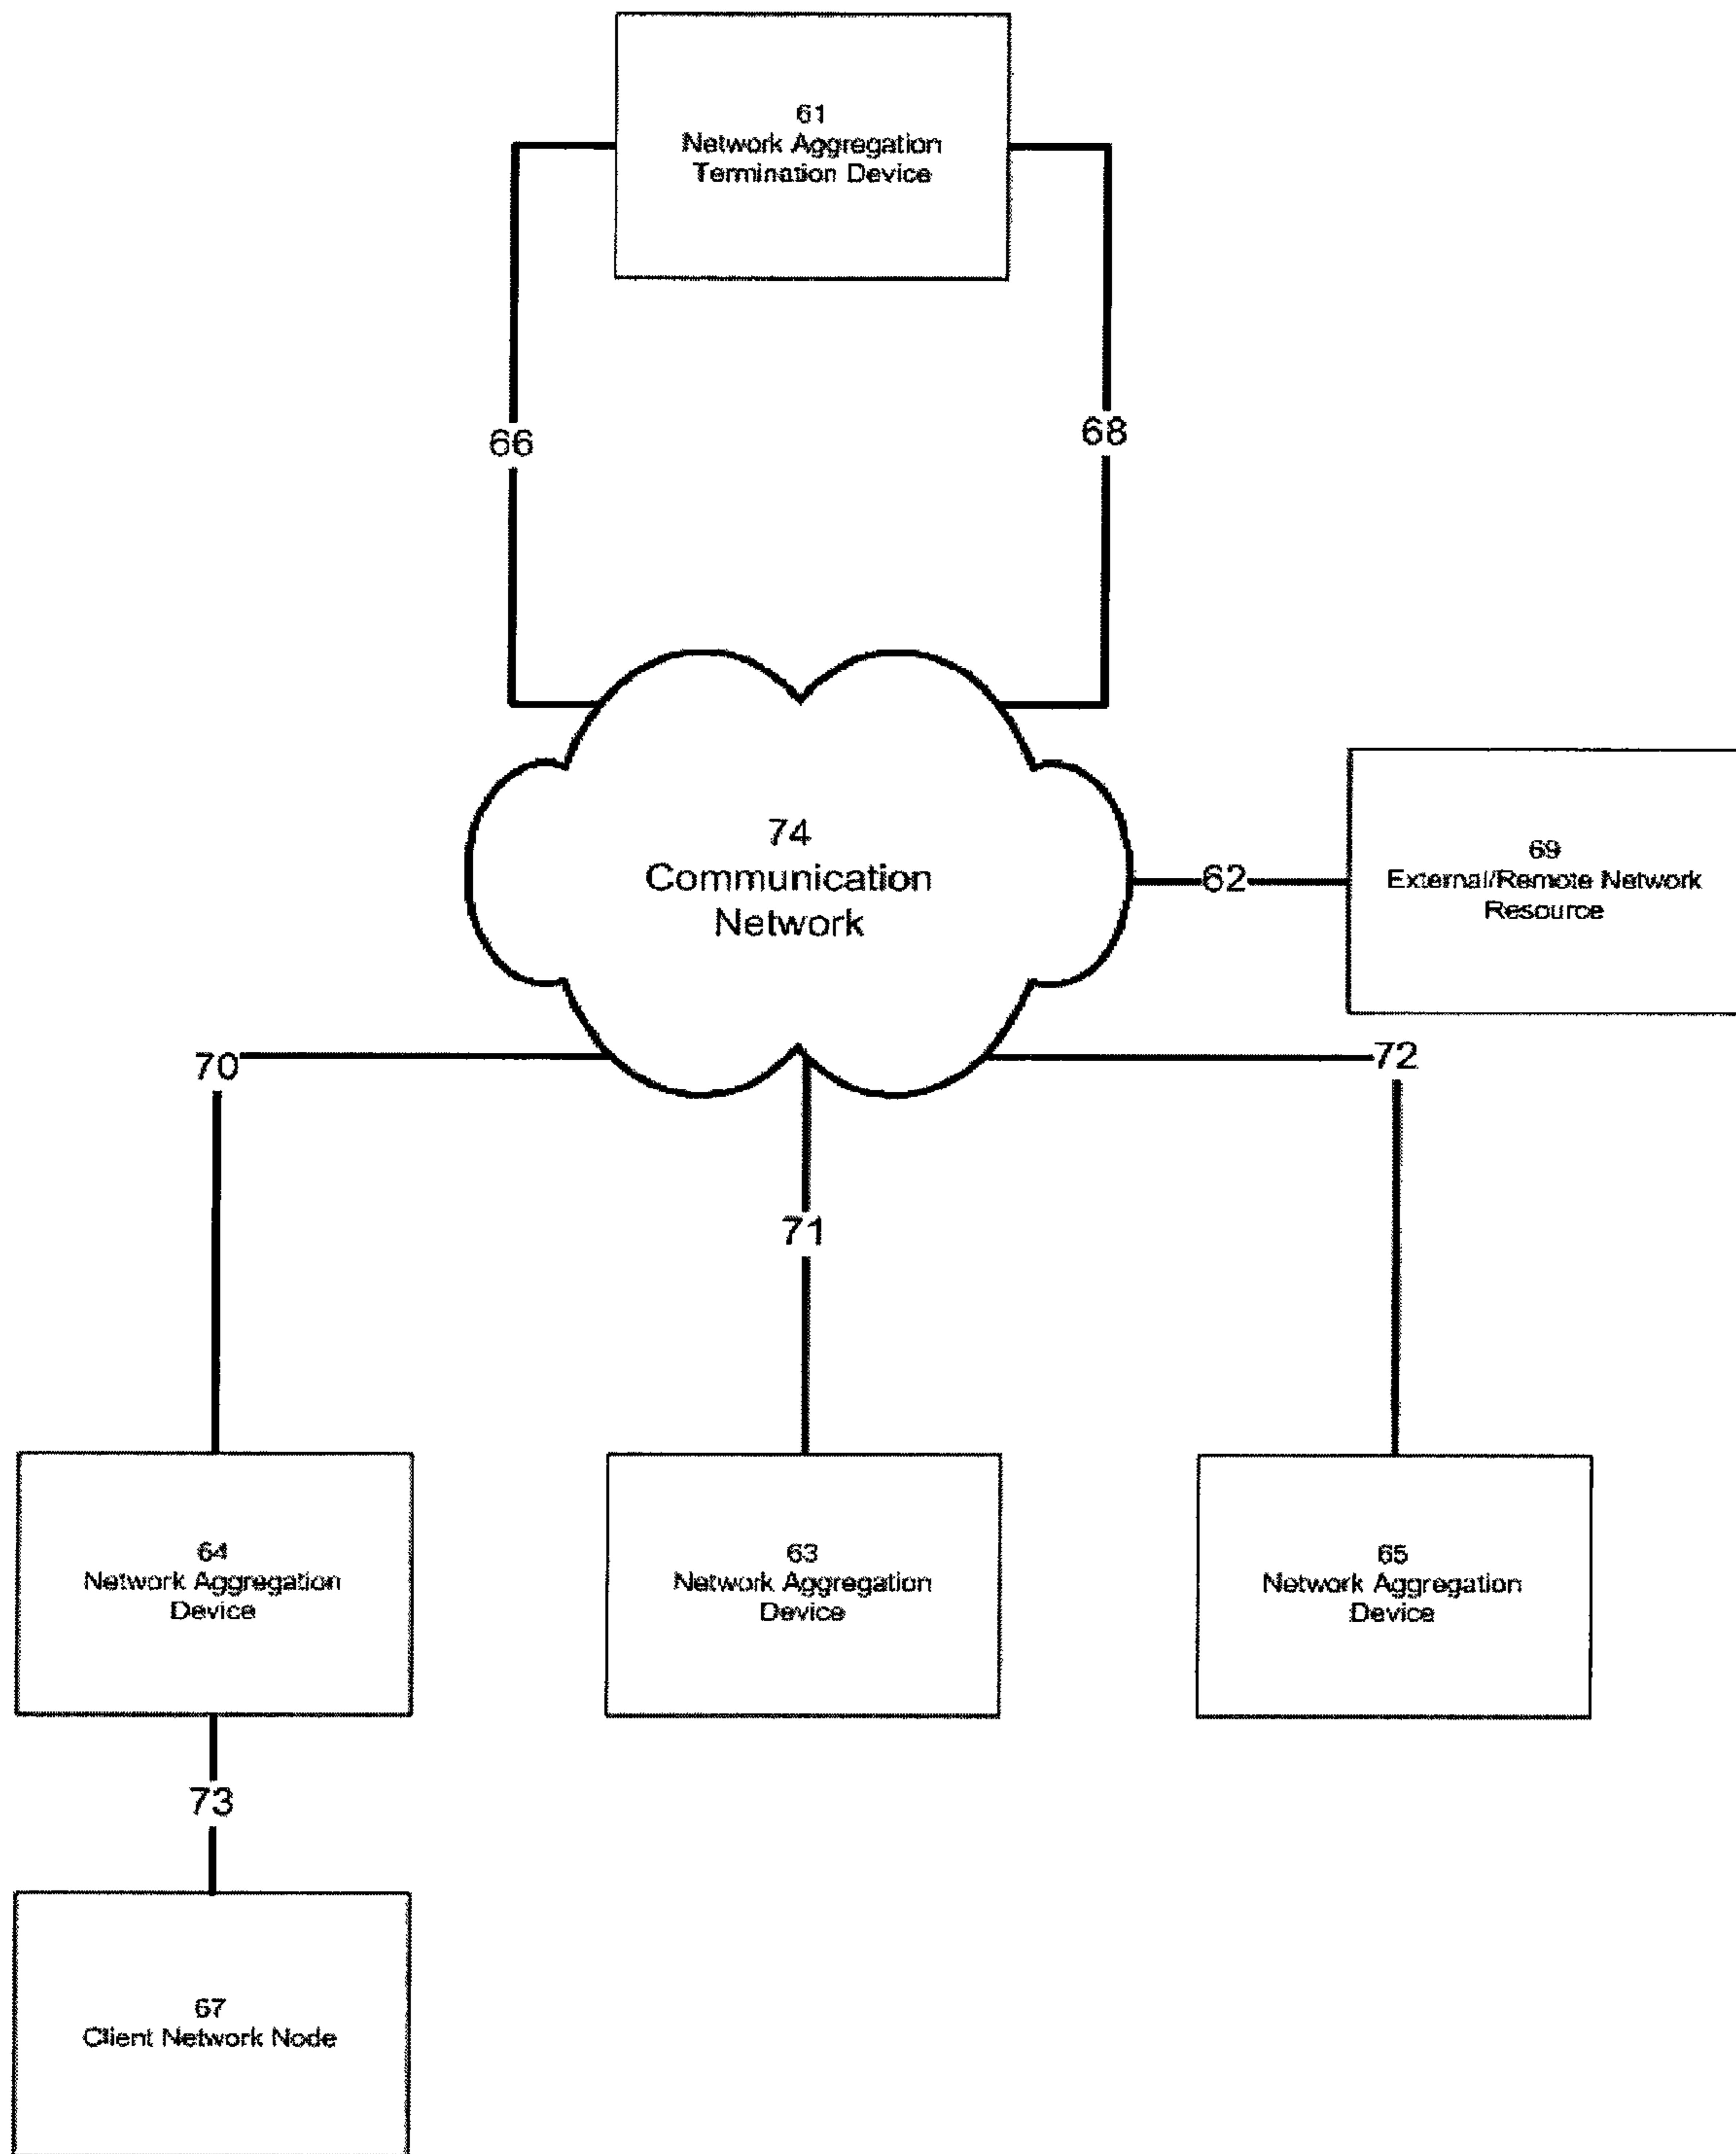 61
Network Aggregation
Termination Device
66
68
74
Communication
Network
62
69
External/Remote Network
Resource
70
72
71
64
Network Aggregation
Device
63
Network Aggregation
Device
65
Network Aggregation
Device
73
67
Client Network Node